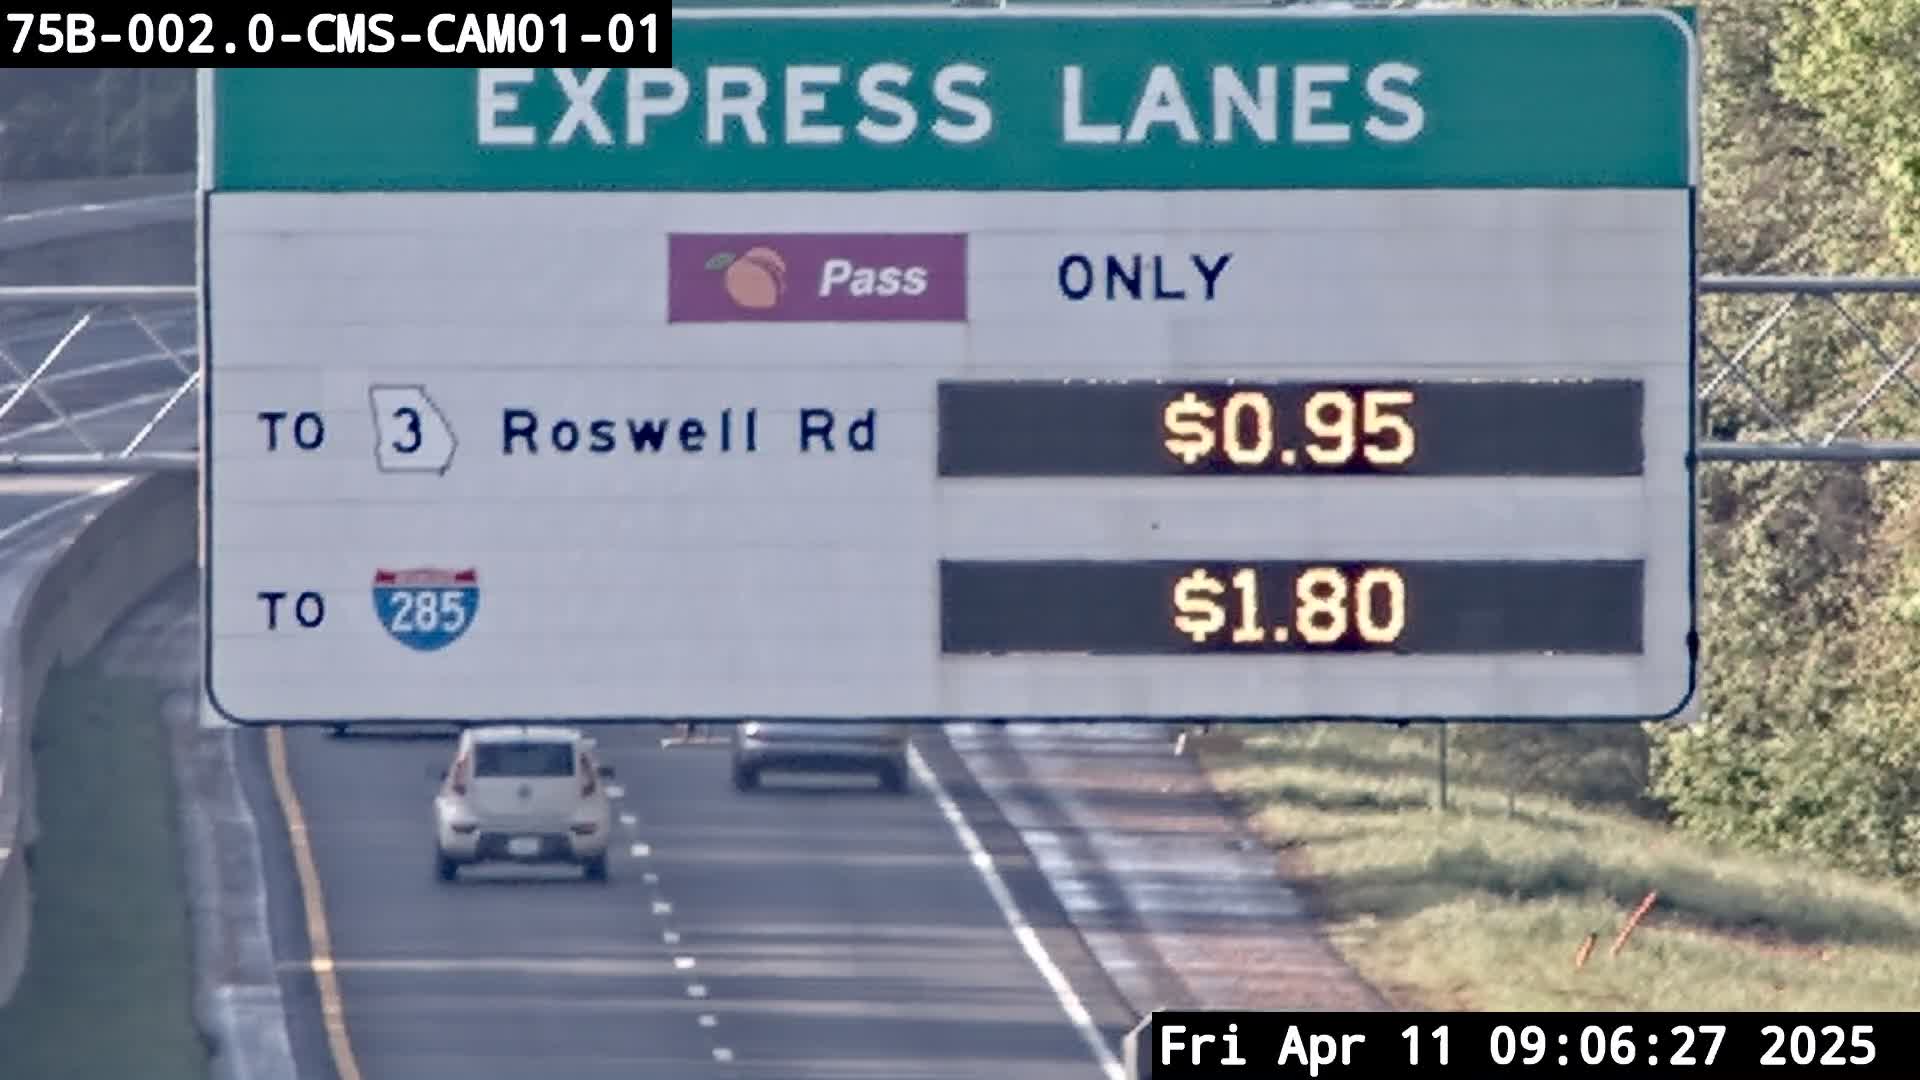 75B-002.0-CMS-CAM01-01
EXPRESS LANES
Pass ONLY
TO 3 Roswell Rd $0.95
TO 285 $1.80
Fri Apr 11 09:06:27 2025